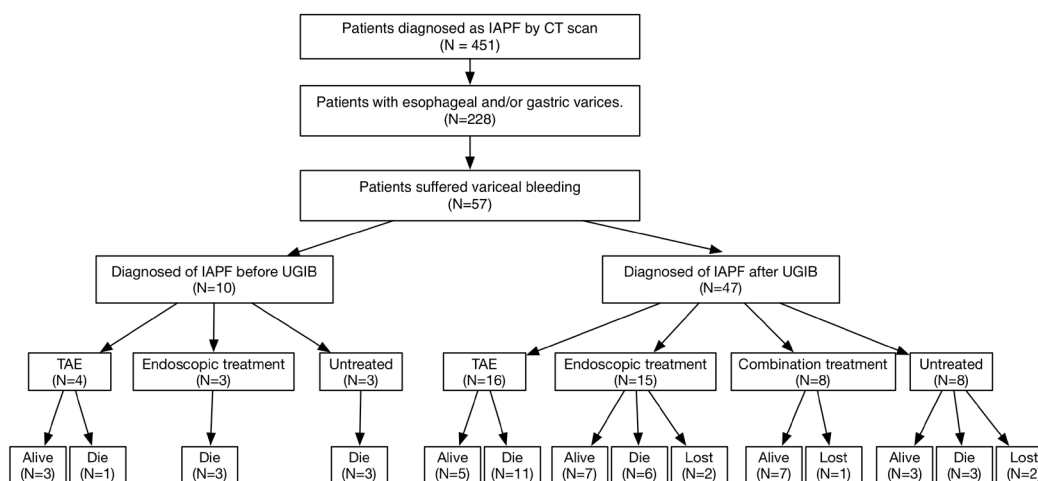 Patients diagnosed as IAPF by CT scan
(N = 451)
Patients with esophageal and/or gastric varices.
(N=228)
Patients suffered variceal bleeding
(N=57)
Diagnosed of IAPF before UGIB
(N=10)
Diagnosed of IAPF after UGIB
(N=47)
TAE
(N=4)
Endoscopic treatment
(N=3)
Untreated
(N=3)
TAE
(N=16)
Endoscopic treatment
(N=15)
Combination treatment
(N=8)
Untreated
(N=8)
Alive
(N=3)
Die
(N=1)
Die
(N=3)
Die
(N=3)
Alive
(N=5)
Die
(N=11)
Alive
(N=7)
Die
(N=6)
Lost
(N=2)
Alive
(N=7)
Lost
(N=1)
Alive
(N=3)
Die
(N=3)
Lost
(N=2)